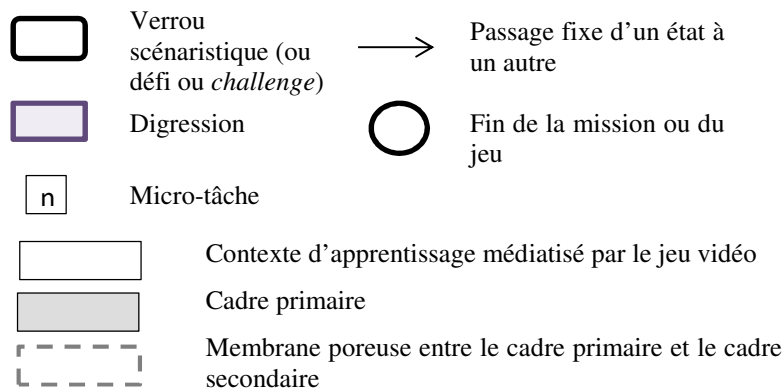 Verrou
scénaristique (ou
défi ou challenge)
Passage fixe d'un état à
un autre
Digression
Fin de la mission ou du
jeu
n
Micro-tâche
Contexte d'apprentissage médiatisé par le jeu vidéo
Cadre primaire
Membrane poreuse entre le cadre primaire et le cadre
secondaire